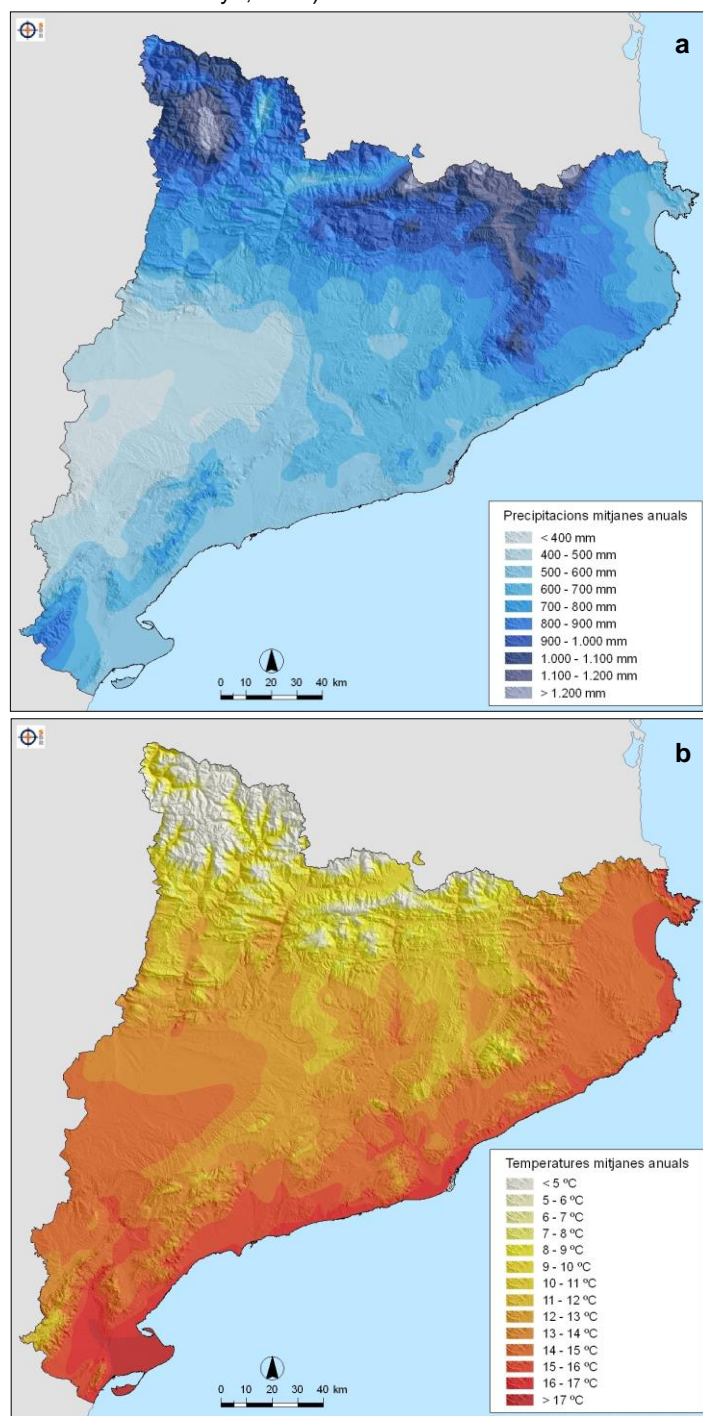 a
Precipitacions mitjanes anuals
< 400 mm
400 - 500 mm
500 - 600 mm
600 - 700 mm
700 - 800 mm
800 - 900 mm
900 - 1.000 mm
1.000 - 1.100 mm
1.100 - 1.200 mm
> 1.200 mm
0 20 40 km
b
Temperatures mitjanes anuals
< 5 ºC
5 - 6 ºC
6 - 7 ºC
7 - 8 ºC
8 - 9 ºC
9 - 10 ºC
10 - 11 ºC
11 - 12 ºC
12 - 13 ºC
13 - 14 ºC
14 - 15 ºC
15 - 16 ºC
16 - 17 ºC
> 17 ºC
0 20 40 km